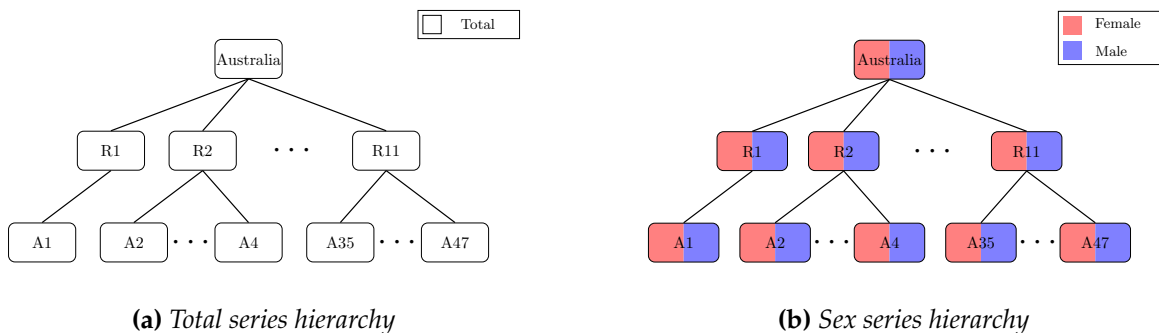 Total
Australia
R1 R2 · · · R11
A1 A2 · · · A4 A35 · · · A47
(a) Total series hierarchy
Female
Male
Australia
R1 R2 · · · R11
A1 A2 · · · A4 A35 · · · A47
(b) Sex series hierarchy